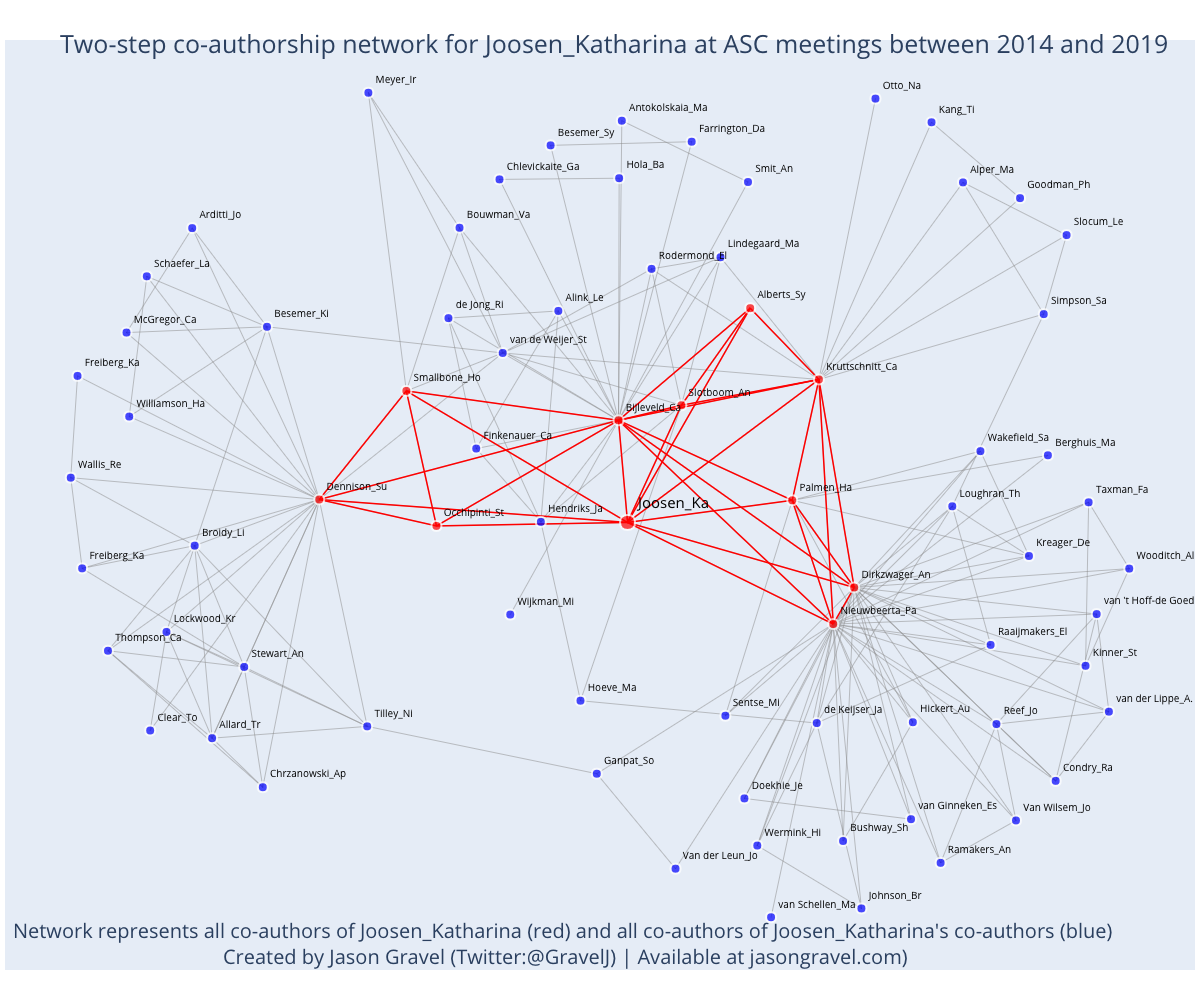 Two-step co-authorship network for Joosen_Katharina at ASC meetings between 2014 and 2019
Meyer_Ir
Otto_Na
Antokolskaia_Ma
Kang_Ti
Besemer_Sy
Farrington_Da
Chlevickaite_Ga
Hola_Ba
Smit_An
Alper_Ma
Goodman_Ph
Arditti_Jo
Bouwman_Va
Slocum_Le
Lindegaard_Ma
Rodermond_El
Schaefer_La
Alberts_Sy
Alink_Le
de Jong_Ri
Simpson_Sa
Besemer_Ki
McGregor_Ca
van de Weijer_St
Freiberg_Ka
Kruttschnitt_Ca
Smallbone_Ho
Slotboom_An
Williamson_Ha
Bijleveld_Ca
Finkenauer_Ca
Wakefield_Sa
Berghuis_Ma
Wallis_Re
Dennison_Su
Palmen_Ha
Loughran_Th
Taxman_Fa
Joosen_Ka
Occhipinti_St
Hendriks_Ja
Broidy_Li
Kreager_De
Freiberg_Ka
Wooditch_Al
Dirkzwager_An
Wijkman_Mi
van 't Hoff-de Goed
Nieuwbeerta_Pa
Lockwood_Kr
Raaijmakers_El
Thompson_Ca
Stewart_An
Kinner_St
Hoeve_Ma
Sentse_Mi
van der Lippe_A.
de Keijser_Ja
Hickert_Au
Reef_Jo
Clear_To
Allard_Tr
Tilley_Ni
Ganpat_So
Condry_Ra
Chrzanowski_Ap
Doekhie_Je
van Ginneken_Es
Van Wilsem_Jo
Wermink_Hi
Bushway_Sh
Van der Leun_Jo
Ramakers_An
Johnson_Br
van Schellen_Ma
Network represents all co-authors of Joosen_Katharina (red) and all co-authors of Joosen_Katharina's co-authors (blue)
Created by Jason Gravel (Twitter:@GravelJ) | Available at jasongravel.com)